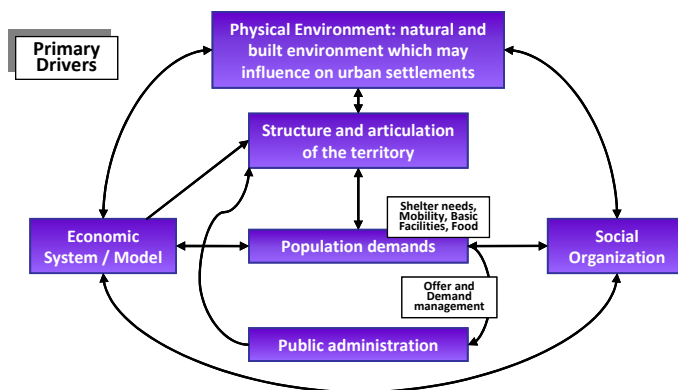 Primary
Drivers
Physical Environment: natural and
built environment which may
influence on urban settlements
Structure and articulation
of the territory
Shelter needs,
Mobility, Basic
Facilities, Food
Economic
System / Model
Population demands
Social
Organization
Offer and
Demand
management
Public administration